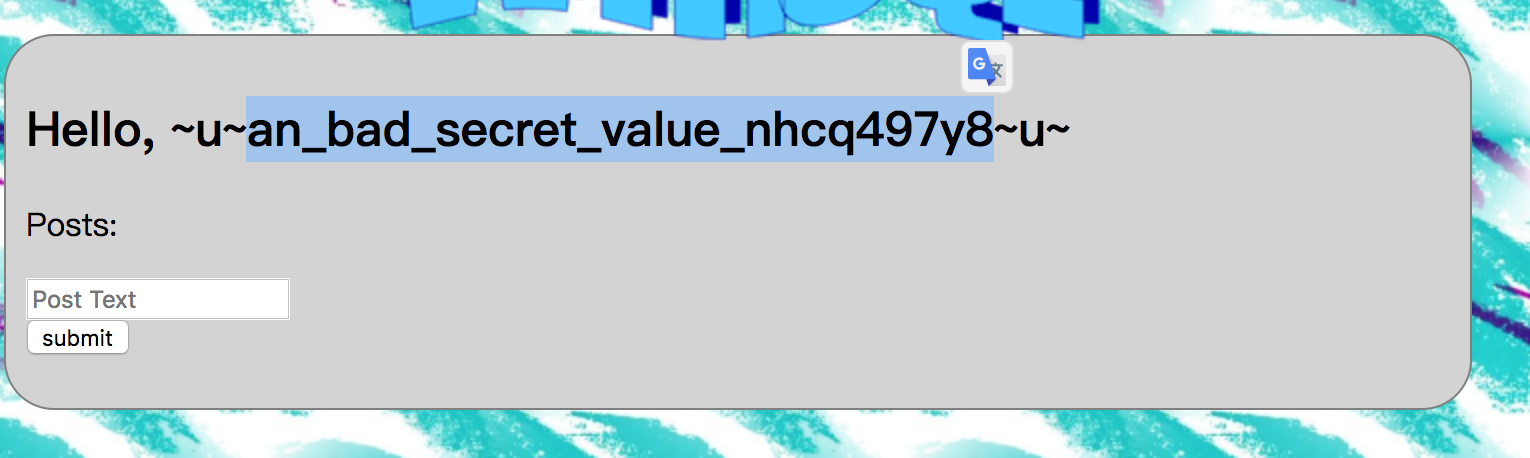 Hello, ~u~an_bad_secret_value_nhcq497y8~u~
Posts:
Post Text
submit